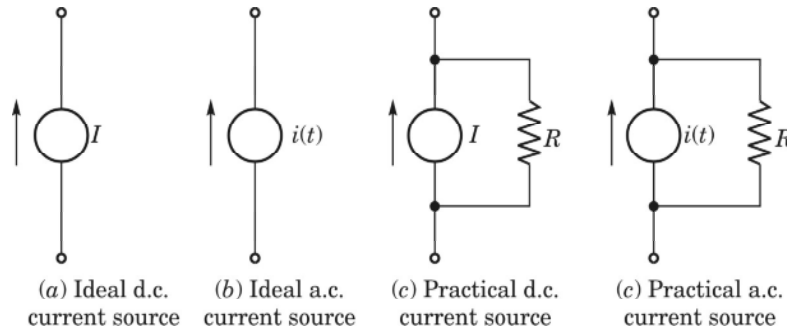 I
i(t)
I
R
i(t)
R
(a) Ideal d.c.
current source
(b) Ideal a.c.
current source
(c) Practical d.c.
current source
(c) Practical a.c.
current source